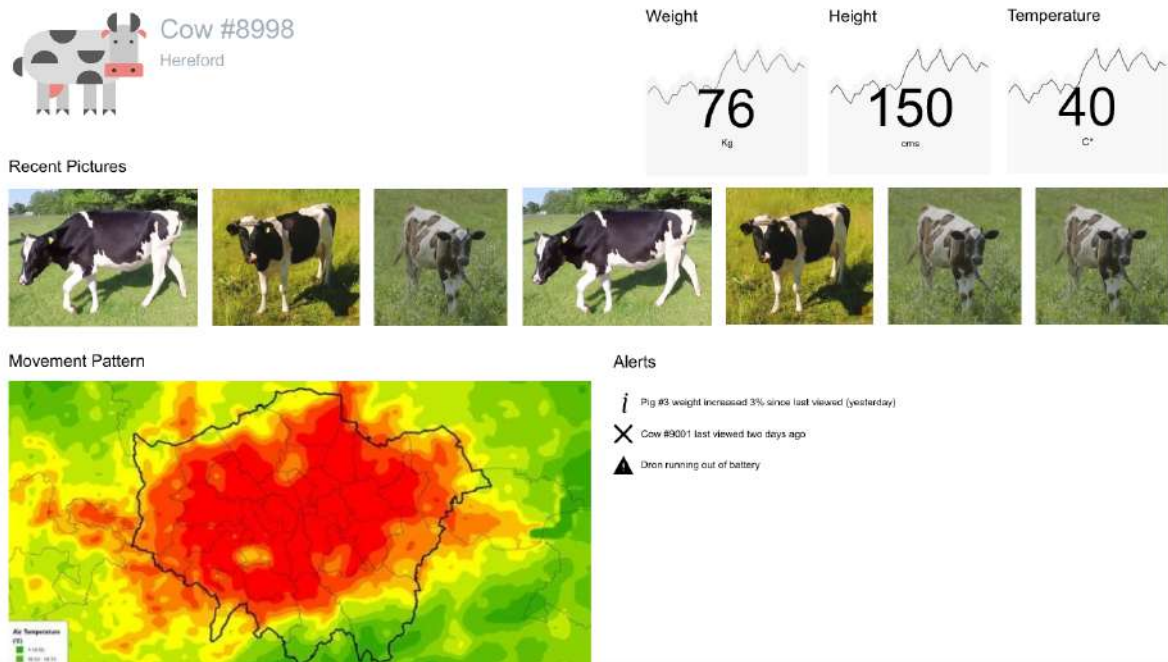 Cow #8998
Hereford
Weight
Height
Temperature
76
Kg
150
cms
40
C°
Recent Pictures
Movement Pattern
Alerts
Pig #3 weight increased 3% since last viewed (yesterday)
Cow #9001 last viewed two days ago
Dron running out of battery
Air Temperature